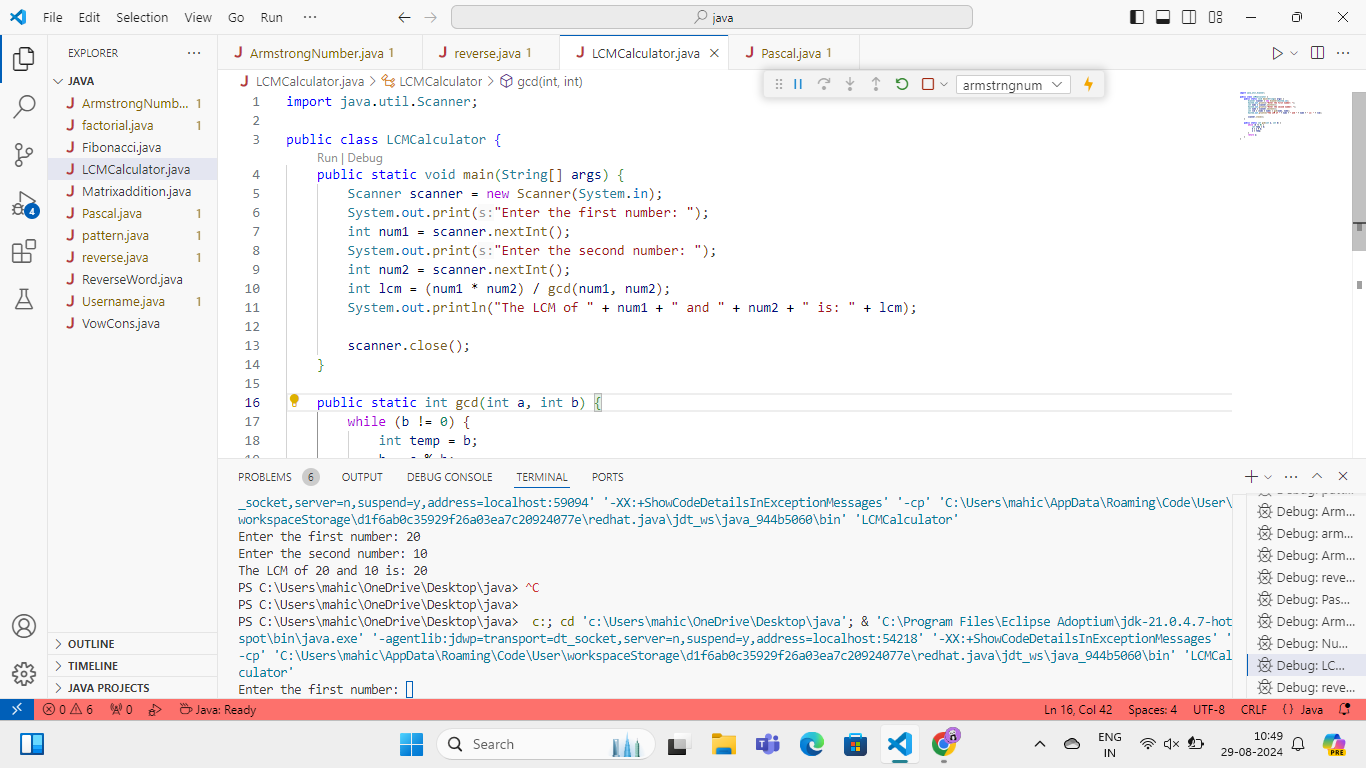 File Edit Selection View Go Run ··· java
EXPLORER ···
JAVA
ArmstrongNumb... 1
factorial.java 1
Fibonacci.java
LCMCalculator.java
Matrixaddition.java
Pascal.java 1
pattern.java 1
reverse.java 1
ReverseWord.java
Username.java 1
VowCons.java
4
OUTLINE
TIMELINE
JAVA PROJECTS
ArmstrongNumber.java 1 reverse.java 1 LCMCalculator.java Pascal.java 1
LCMCalculator.java > LCMCalculator > gcd(int, int)
armstrngnum
1 import java.util.Scanner;
2
3 public class LCMCalculator {
Run | Debug
4 public static void main(String[] args) {
5 Scanner scanner = new Scanner(System.in);
6 System.out.print(s:"Enter the first number: ");
7 int num1 = scanner.nextInt();
8 System.out.print(s:"Enter the second number: ");
9 int num2 = scanner.nextInt();
10 int lcm = (num1 * num2) / gcd(num1, num2);
11 System.out.println("The LCM of " + num1 + " and " + num2 + " is: " + lcm);
12
13 scanner.close();
14 }
15
16 public static int gcd(int a, int b) {
17 while (b != 0) {
18 int temp = b;
PROBLEMS 6 OUTPUT DEBUG CONSOLE TERMINAL PORTS
_socket,server=n,suspend=y,address=localhost:59094' '-XX:+ShowCodeDetailsInExceptionMessages' '-cp' 'C:\Users\mahic\AppData\Roaming\Code\User\
workspaceStorage\d1f6ab0c35929f26a03ea7c20924077e\redhat.java\jdt_ws\java_944b5060\bin' 'LCMCalculator'
Enter the first number: 20
Enter the second number: 10
The LCM of 20 and 10 is: 20
PS C:\Users\mahic\OneDrive\Desktop\java> ^C
PS C:\Users\mahic\OneDrive\Desktop\java>
PS C:\Users\mahic\OneDrive\Desktop\java>  c:; cd 'c:\Users\mahic\OneDrive\Desktop\java'; & 'C:\Program Files\Eclipse Adoptium\jdk-21.0.4.7-hot
spot\bin\java.exe' '-agentlib:jdwp=transport=dt_socket,server=n,suspend=y,address=localhost:54218' '-XX:+ShowCodeDetailsInExceptionMessages' '
-cp' 'C:\Users\mahic\AppData\Roaming\Code\User\workspaceStorage\d1f6ab0c35929f26a03ea7c20924077e\redhat.java\jdt_ws\java_944b5060\bin' 'LCMCal
culator'
Enter the first number:
Debug: Arm...
Debug: arm...
Debug: Arm...
Debug: reve...
Debug: Pas...
Debug: Arm...
Debug: Nu...
Debug: LC...
Debug: reve...
0 6 0 Java: Ready Ln 16, Col 42 Spaces: 4 UTF-8 CRLF {} Java
Search
ENG
IN
10:49
29-08-2024
PRE